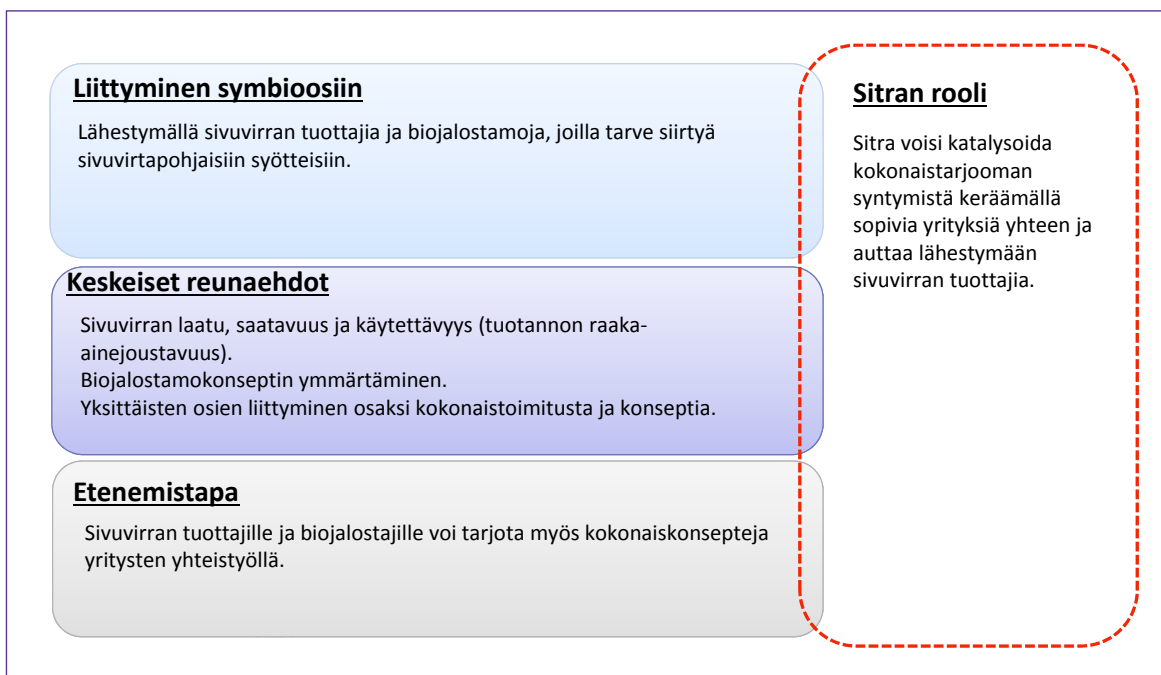 Liittyminen symbioosiin
Lähestymällä sivuvirran tuottajia ja biojalostamoja, joilla tarve siirtyä
sivuvirtapohjaisiin syötteisiin.
Keskeiset reunaehdot
Sivuvirran laatu, saatavuus ja käytettävyys (tuotannon raaka-
ainejoustavuus).
Biojalostamokonseptin ymmärtäminen.
Yksittäisten osien liittyminen osaksi kokonaistoimitusta ja konseptia.
Etenemistapa
Sivuvirran tuottajille ja biojalostajille voi tarjota myös kokonaiskonsepteja
yritysten yhteistyöllä.
Sitran rooli
Sitra voisi katalysoida
kokonaistarjooman
syntymistä keräämällä
sopivia yrityksiä yhteen ja
auttaa lähestymään
sivuvirran tuottajia.